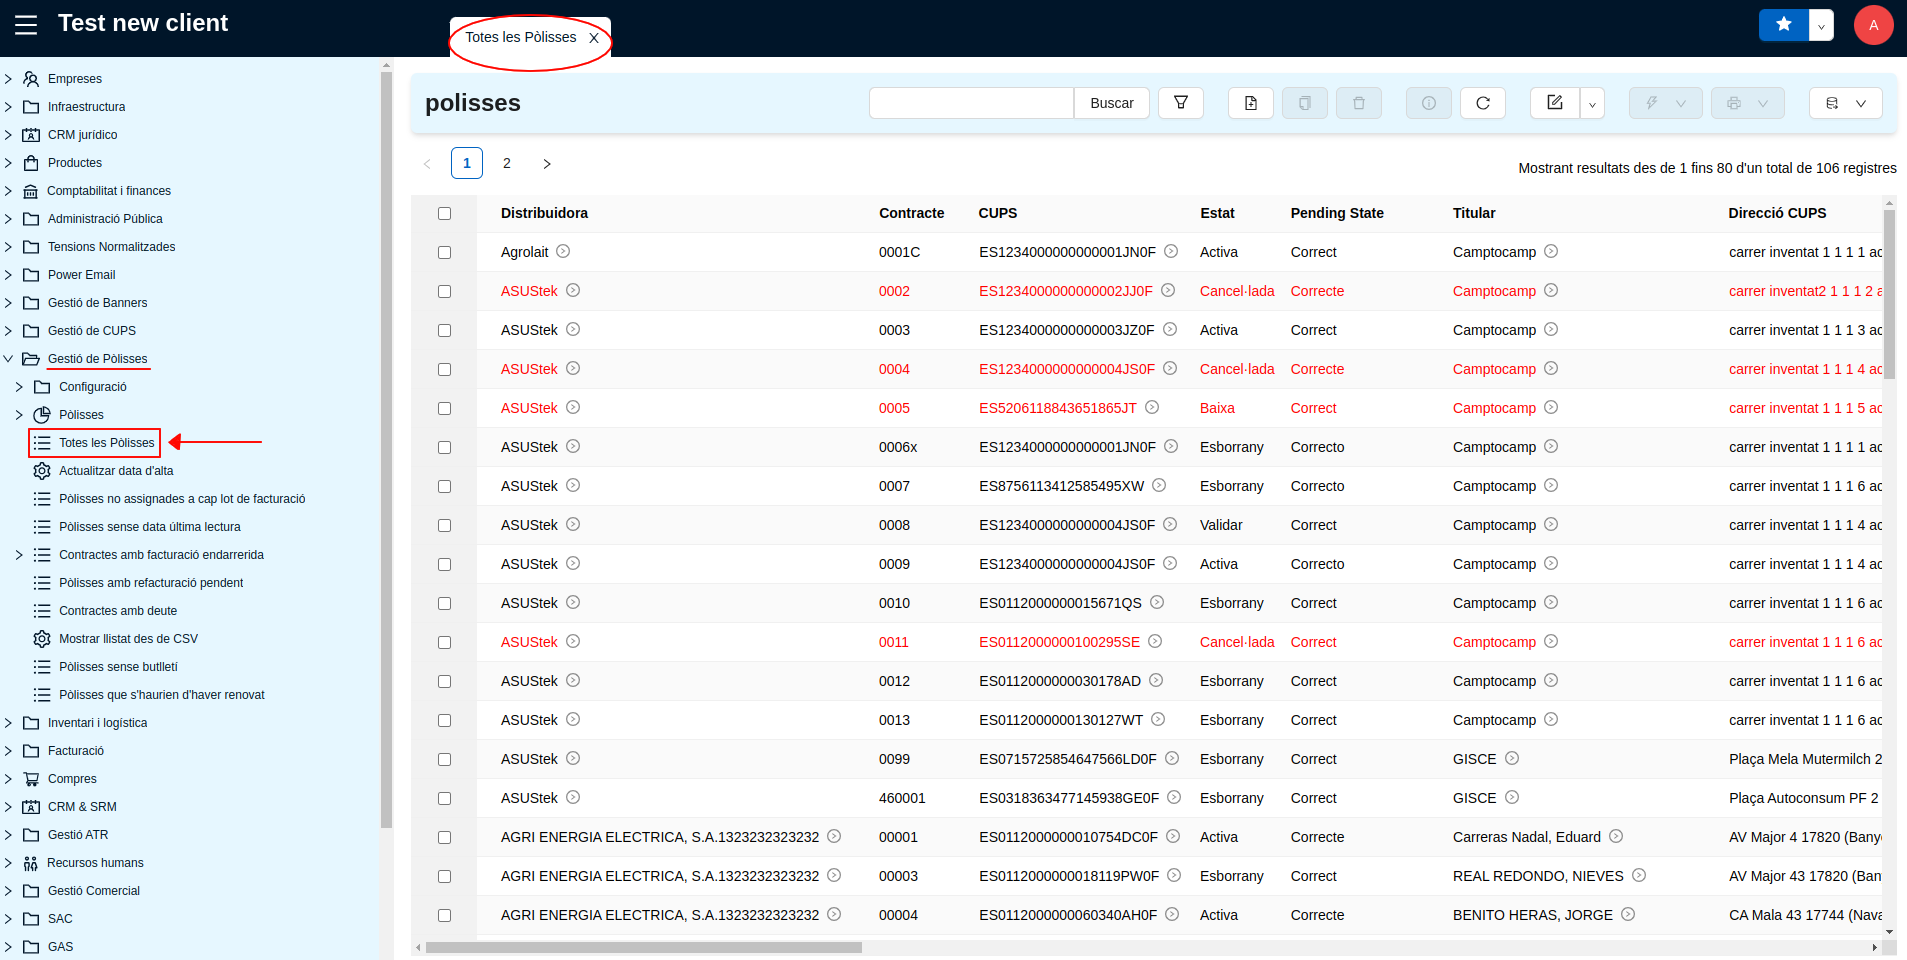 Test new client
Totes les Pòlisses X
A
Empreses
Infraestructura
CRM jurídico
Productes
Comptabilitat i finances
Administració Pública
Tensions Normalitzades
Power Email
Gestió de Banners
Gestió de CUPS
Gestió de Pòlisses
Configuració
Pòlisses
Totes les Pòlisses
Actualitzar data d'alta
Pòlisses no assignades a cap lot de facturació
Pòlisses sense data última lectura
Contractes amb facturació endarrerida
Pòlisses amb refacturació pendent
Contractes amb deute
Mostrar llistat des de CSV
Pòlisses sense butlletí
Pòlisses que s'haurien d'haver renovat
Inventari i logística
Facturació
Compres
CRM & SRM
Gestió ATR
Recursos humans
Gestió Comercial
SAC
GAS
polisses
Buscar
1 2
Mostrant resultats des de 1 fins 80 d'un total de 106 registres
Distribuidora Contracte CUPS Estat Pending State Titular Direcció CUPS
Agrolait 0001C ES1234000000000001JN0F Activa Correct Camptocamp carrer inventat 1 1 1 1 ac
ASUStek 0002 ES1234000000000002JJ0F Cancel·lada Correcte Camptocamp carrer inventat2 1 1 1 2 a
ASUStek 0003 ES1234000000000003JZ0F Activa Correct Camptocamp carrer inventat 1 1 1 3 ac
ASUStek 0004 ES1234000000000004JS0F Cancel·lada Correcte Camptocamp carrer inventat 1 1 1 4 ac
ASUStek 0005 ES5206118843651865JT Baixa Correct Camptocamp carrer inventat 1 1 1 5 ac
ASUStek 0006x ES1234000000000001JN0F Esborrany Correcto Camptocamp carrer inventat 1 1 1 1 ac
ASUStek 0007 ES8756113412585495XW Esborrany Correcto Camptocamp carrer inventat 1 1 1 6 ac
ASUStek 0008 ES1234000000000004JS0F Validar Correct Camptocamp carrer inventat 1 1 1 4 ac
ASUStek 0009 ES1234000000000004JS0F Activa Correcto Camptocamp carrer inventat 1 1 1 4 ac
ASUStek 0010 ES0112000000015671QS Esborrany Correct Camptocamp carrer inventat 1 1 1 6 ac
ASUStek 0011 ES0112000000100295SE Cancel·lada Correct Camptocamp carrer inventat 1 1 1 6 ac
ASUStek 0012 ES0112000000030178AD Esborrany Correct Camptocamp carrer inventat 1 1 1 6 ac
ASUStek 0013 ES0112000000130127WT Esborrany Correct Camptocamp carrer inventat 1 1 1 6 ac
ASUStek 0099 ES0715725854647566LD0F Esborrany Correct GISCE Plaça Mela Mutermilch 2
ASUStek 460001 ES0318363477145938GE0F Esborrany Correct GISCE Plaça Autoconsum PF 2
AGRI ENERGIA ELECTRICA, S.A.1323232323232 00001 ES0112000000010754DC0F Activa Correcte Carreras Nadal, Eduard AV Major 4 17820 (Banyo
AGRI ENERGIA ELECTRICA, S.A.1323232323232 00003 ES0112000000018119PW0F Esborrany Correct REAL REDONDO, NIEVES AV Major 43 17820 (Ban
AGRI ENERGIA ELECTRICA, S.A.1323232323232 00004 ES0112000000060340AH0F Activa Correcte BENITO HERAS, JORGE CA Mala 43 17744 (Nava